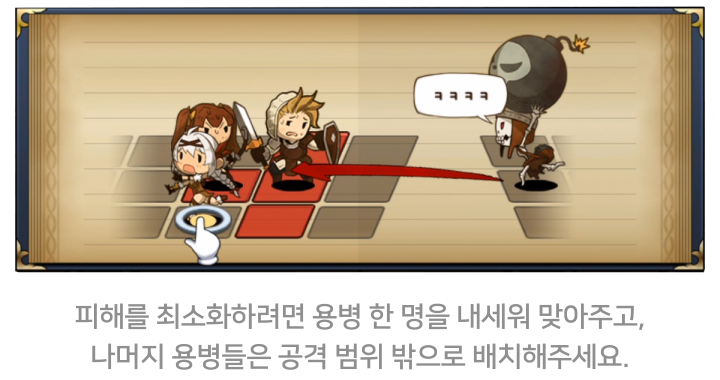 ㅋㅋㅋㅋ
피해를 최소화하려면 용병 한 명을 내세워 맞아주고,
나머지 용병들은 공격 범위 밖으로 배치해주세요.